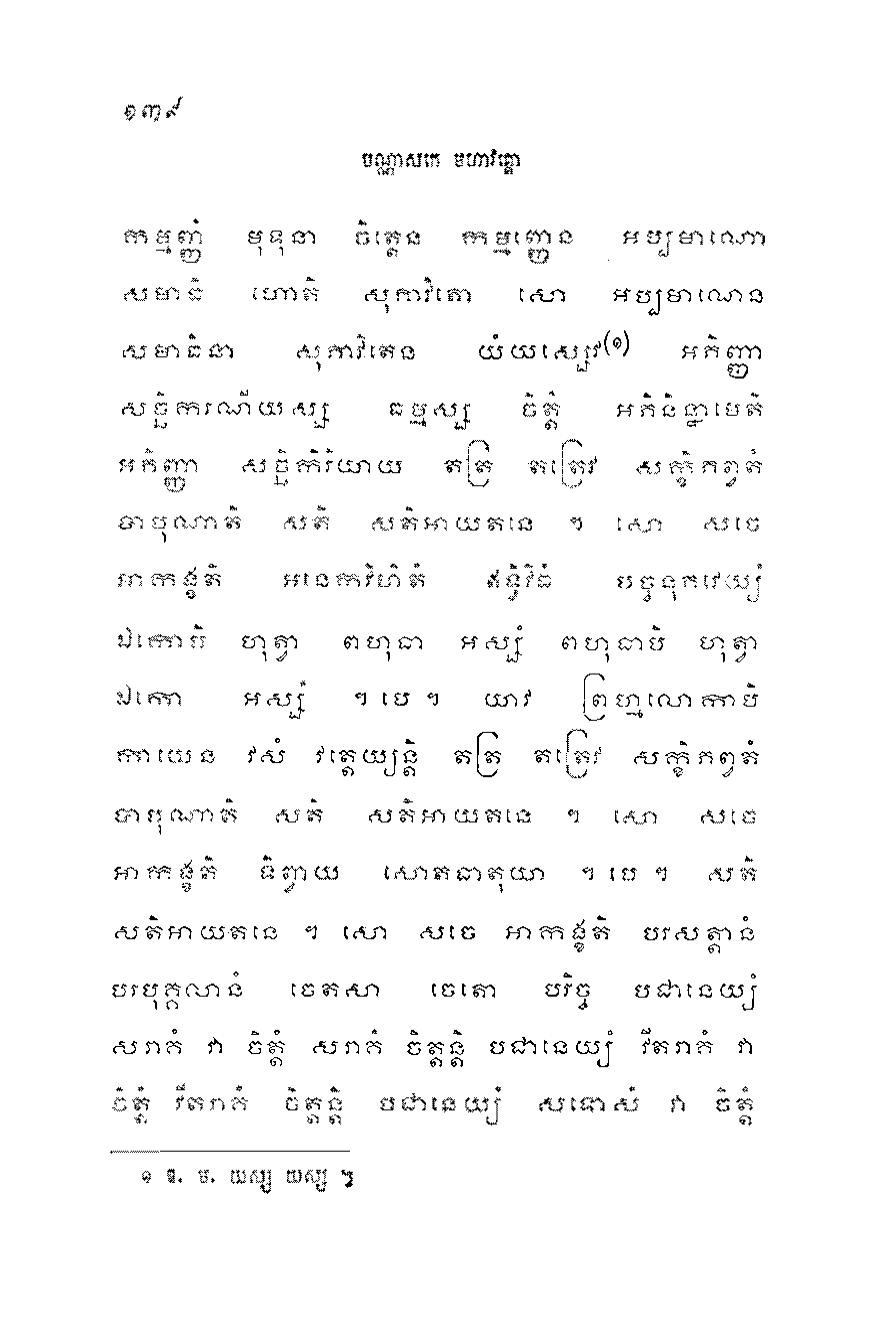 ១៣៩
បណ្ណាសកេ មហាវគ្គោ
កម្មញ្ញំ មុទុនា ចិត្តេន កម្មញ្ញេន អប្បមាណោ
សមាធិ ហោតិ សុភាវិតោ សោ អប្បមាណេន
សមាធិនា សុភាវិតេន យំយស្សេវ(១) អភិញ្ញា
សច្ឆិករណីយស្ស ធម្មស្ស ចិត្តំ អភិនិន្នាមេតិ
អភិញ្ញា សច្ឆិកិរិយាយ តត្រ តត្រេវ សក្ខិភព្វតំ
បាបុណាតិ សតិ សតិអាយតនេ ។ សោ សចេ
អាកង្ខតិ អនេកវិហិតំ ឥទ្ធិវិធំ បច្ចនុភវេយ្យំ
ឯកោបិ ហុត្វា ពហុធា អស្សំ ពហុធាបិ ហុត្វា
ឯកោ អស្សំ ។ បេ ។ យាវ ព្រហ្មលោកាបិ
កាយេន វសំ វត្តេយ្យន្តិ តត្រ តត្រេវ សក្ខិភព្វតំ
បាបុណាតិ សតិ សតិអាយតនេ ។ សោ សចេ
អាកង្ខតិ ទិព្វាយ សោតធាតុយា ។ បេ ។ សតិ
សតិអាយតនេ ។ សោ សចេ អាកង្ខតិ បរសត្តានំ
បរបុគ្គលានំ ចេតសា ចេតោ បរិច្ច បជានេយ្យំ
សរាគំ វា ចិត្តំ សរាគំ ចិត្តន្តិ បជានេយ្យំ វីតរាគំ វា
ចិត្តំ វីតរាគំ ចិត្តន្តិ បជានេយ្យំ សទោសំ វា ចិត្តំ
១ ឱ. ម. យស្ស យស្ស ។